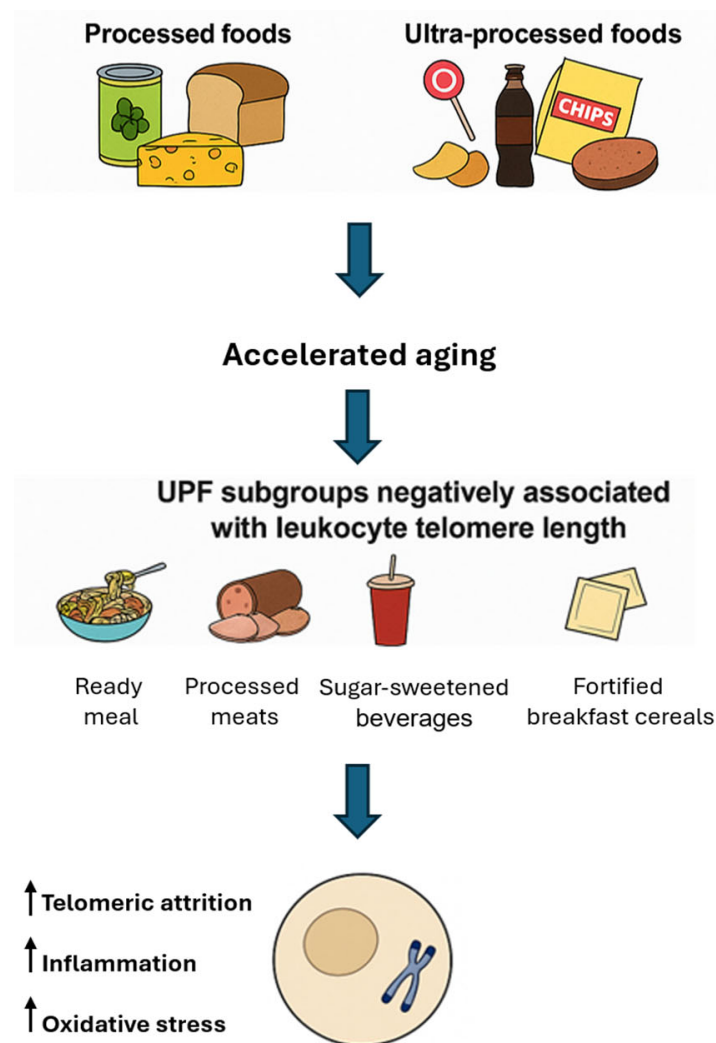 Processed foods
Ultra-processed foods
CHIPS
Accelerated aging
UPF subgroups negatively associated
with leukocyte telomere length
Ready
meal
Processed
meats
Sugar-sweetened
beverages
Fortified
breakfast cereals
Telomeric attrition
Inflammation
Oxidative stress